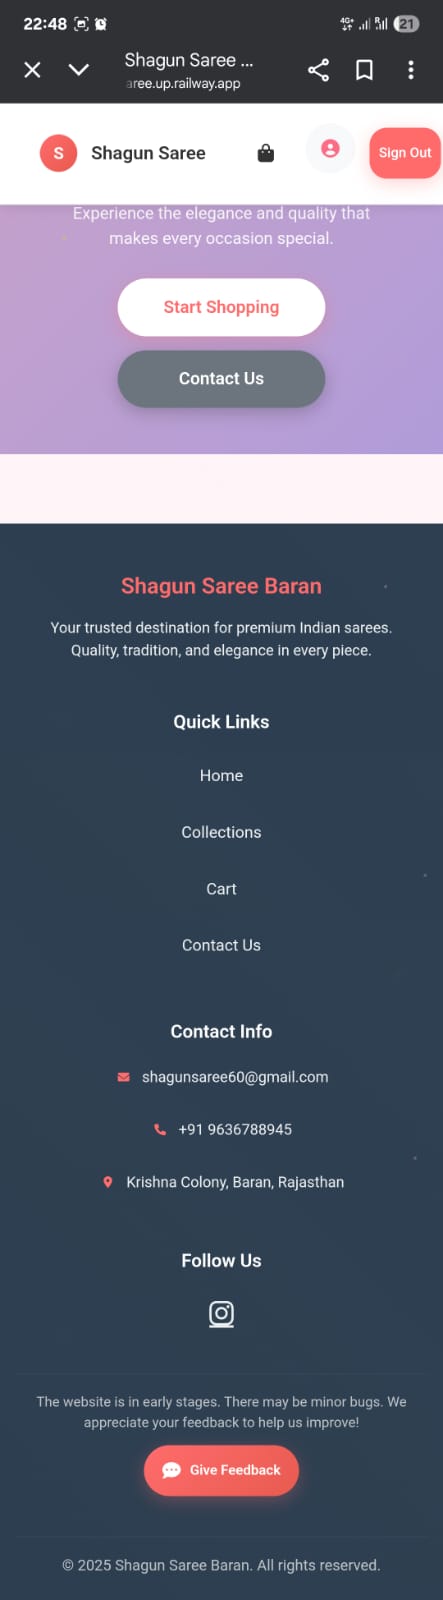 22:48 4G+ R 21
Shagun Saree ...
aree.up.railway.app
S Shagun Saree Sign Out
Experience the elegance and quality that
makes every occasion special.
Start Shopping
Contact Us
Shagun Saree Baran
Your trusted destination for premium Indian sarees.
Quality, tradition, and elegance in every piece.
Quick Links
Home
Collections
Cart
Contact Us
Contact Info
shagunsaree60@gmail.com
+91 9636788945
Krishna Colony, Baran, Rajasthan
Follow Us
The website is in early stages. There may be minor bugs. We
appreciate your feedback to help us improve!
Give Feedback
© 2025 Shagun Saree Baran. All rights reserved.